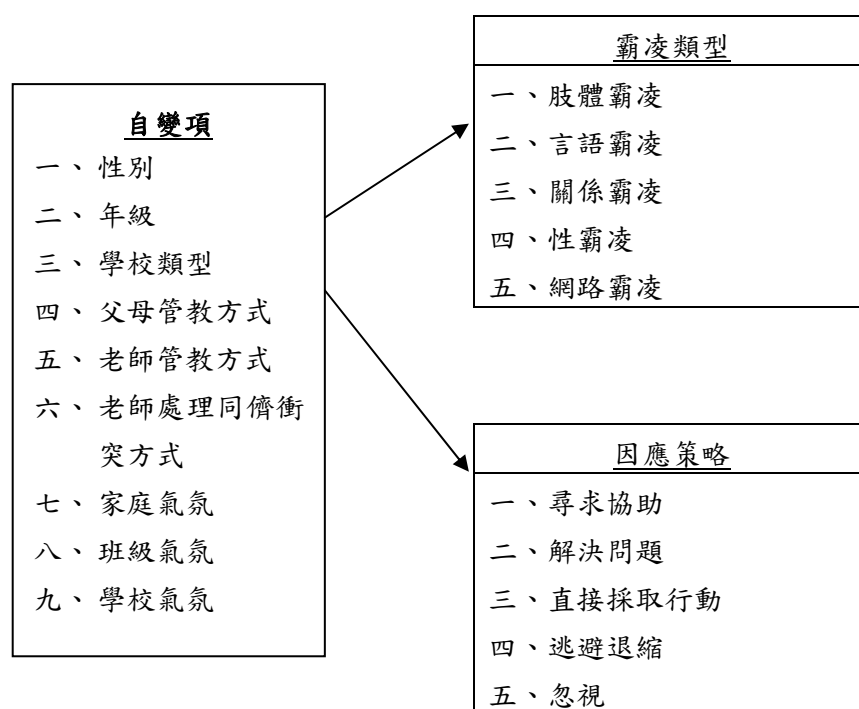 自變項
一、 性別
二、 年級
三、 學校類型
四、 父母管教方式
五、 老師管教方式
六、 老師處理同儕衝
突方式
七、 家庭氣氛
八、 班級氣氛
九、 學校氣氛
霸凌類型
一、肢體霸凌
二、言語霸凌
三、關係霸凌
四、性霸凌
五、網路霸凌
因應策略
一、尋求協助
二、解決問題
三、直接採取行動
四、逃避退縮
五、忽視